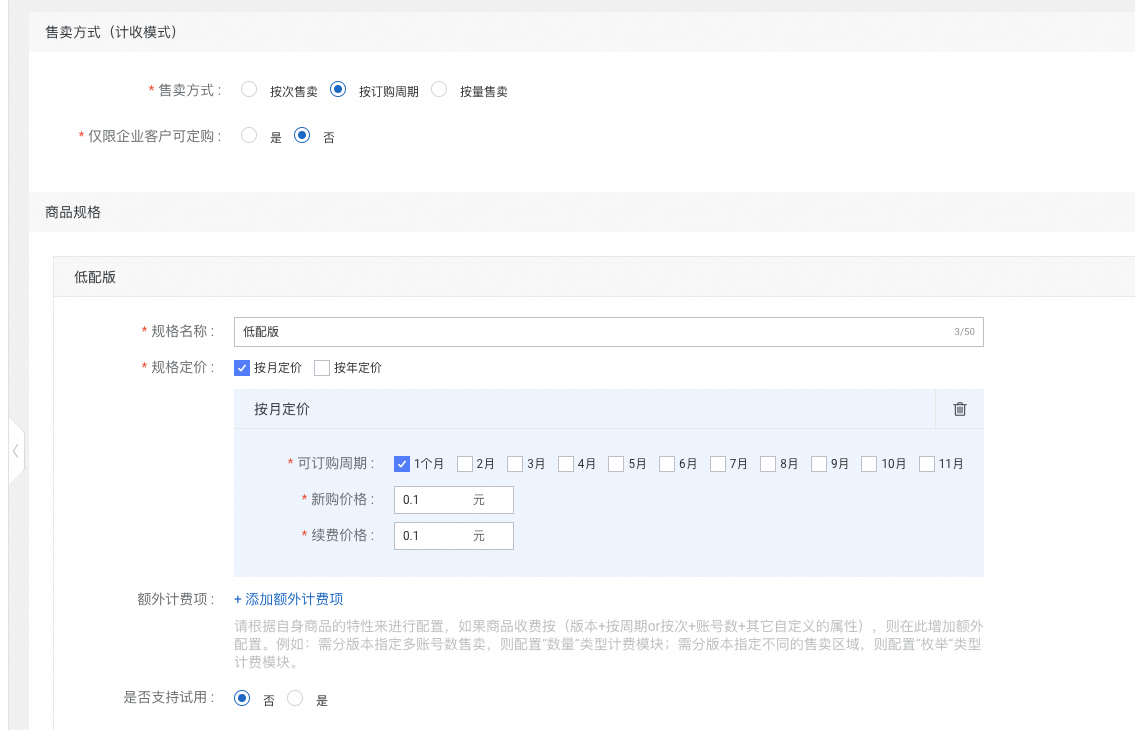 售卖方式（计收模式）
* 售卖方式 : 按次售卖 按订购周期 按量售卖
* 仅限企业客户可定购 : 是 否
商品规格
低配版
* 规格名称 : 低配版 3/50
* 规格定价 : 按月定价 按年定价
按月定价
* 可订购周期 : 1个月 2月 3月 4月 5月 6月 7月 8月 9月 10月 11月
* 新购价格 : 0.1 元
* 续费价格 : 0.1 元
额外计费项 : + 添加额外计费项
请根据自身商品的特性来进行配置，如果商品收费按（版本+按周期or按次+账号数+其它自定义的属性），则在此增加额外
配置。例如：需分版本指定多账号数售卖，则配置“数量”类型计费模块；需分版本指定不同的售卖区域，则配置“枚举”类型
计费模块。
是否支持试用 : 否 是